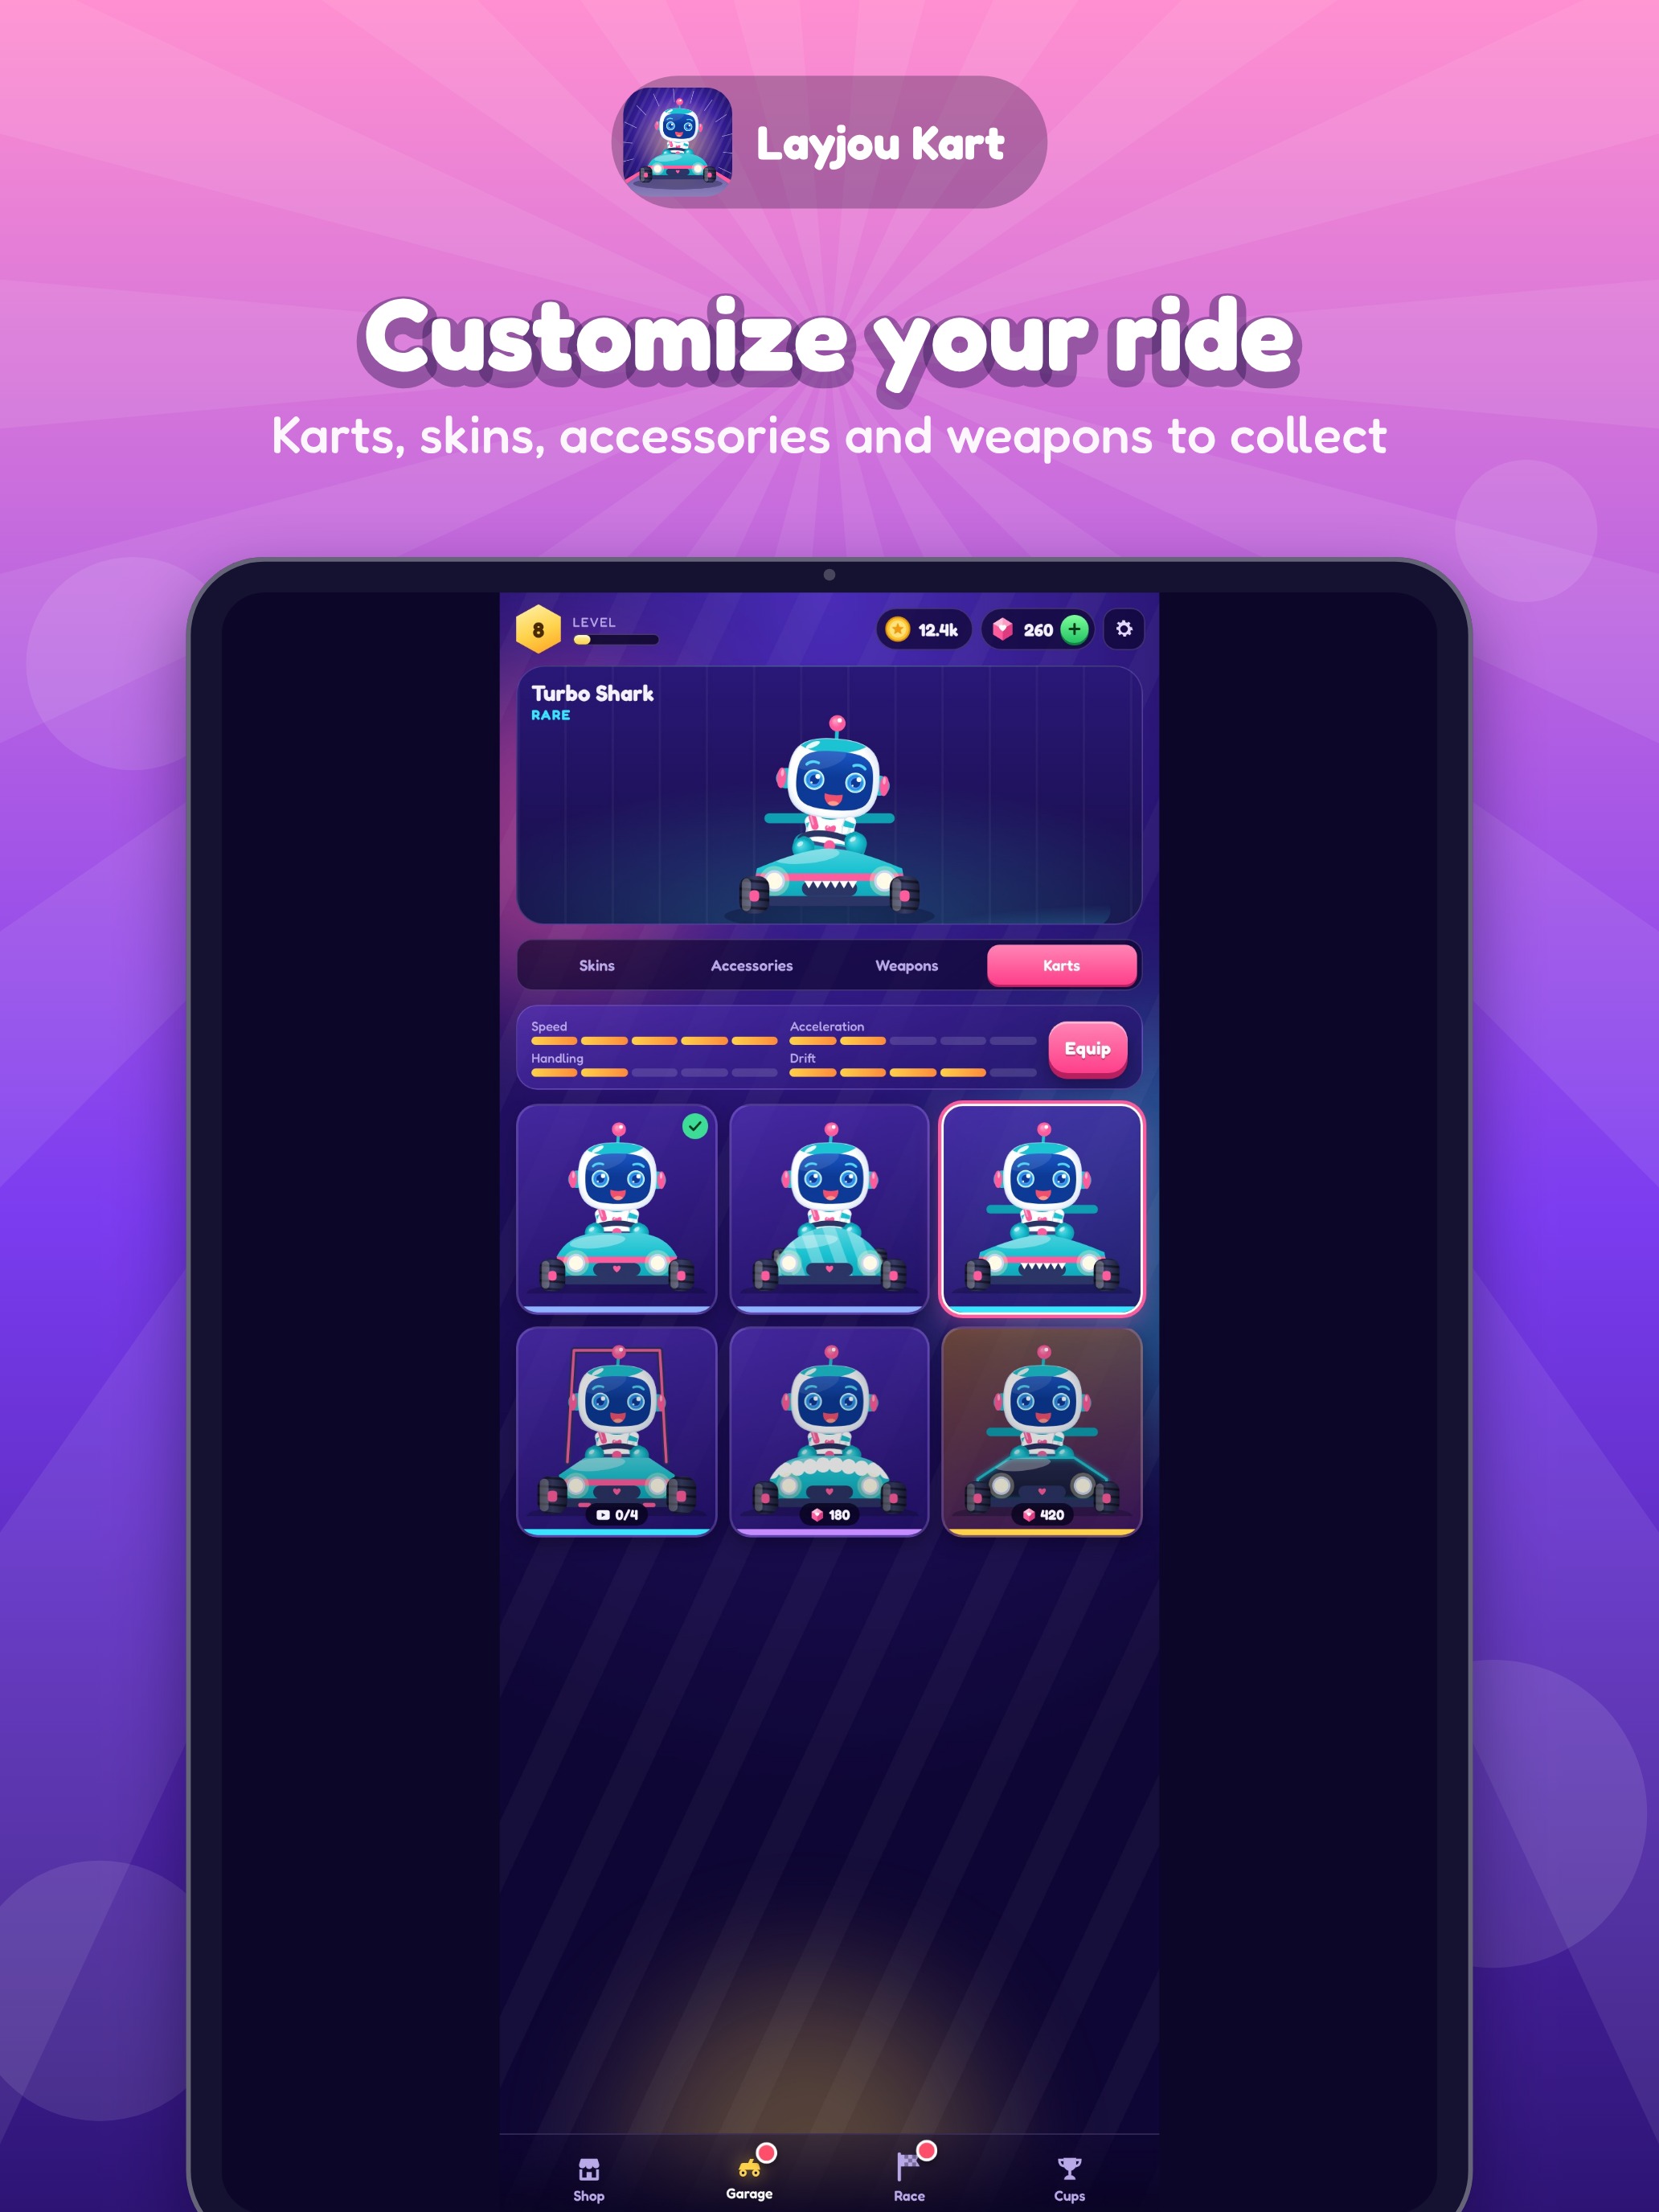 Layjou Kart
Customize your ride
Karts, skins, accessories and weapons to collect
8
LEVEL
12.4k
260
Turbo Shark
RARE
Skins
Accessories
Weapons
Karts
Speed
Acceleration
Handling
Drift
Equip
0/4
180
420
Shop
Garage
Race
Cups